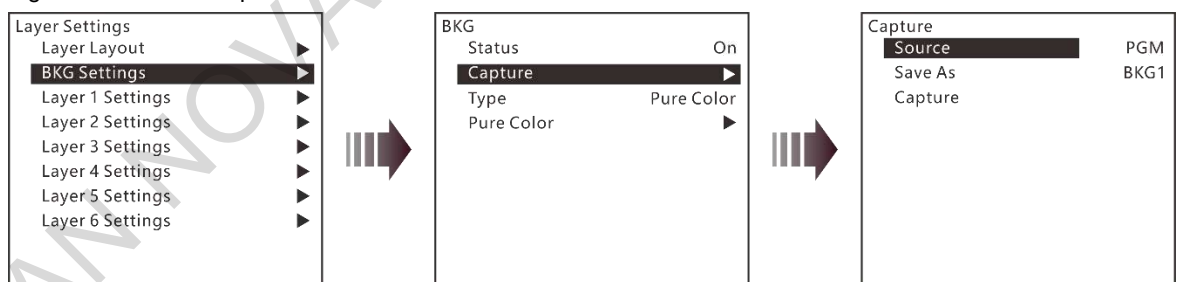 Layer Settings
Layer Layout
BKG Settings
Layer 1 Settings
Layer 2 Settings
Layer 3 Settings
Layer 4 Settings
Layer 5 Settings
Layer 6 Settings
BKG
Status On
Capture
Type Pure Color
Pure Color
Capture
Source PGM
Save As BKG1
Capture